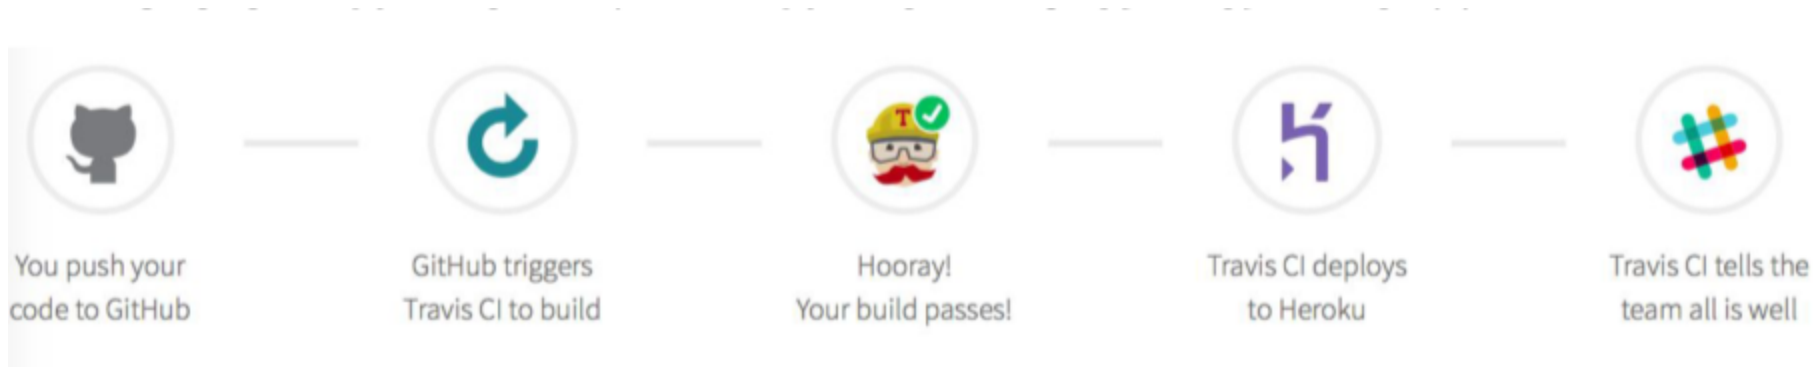 You push your
code to GitHub
GitHub triggers
Travis CI to build
T
Hooray!
Your build passes!
Travis CI deploys
to Heroku
Travis CI tells the
team all is well